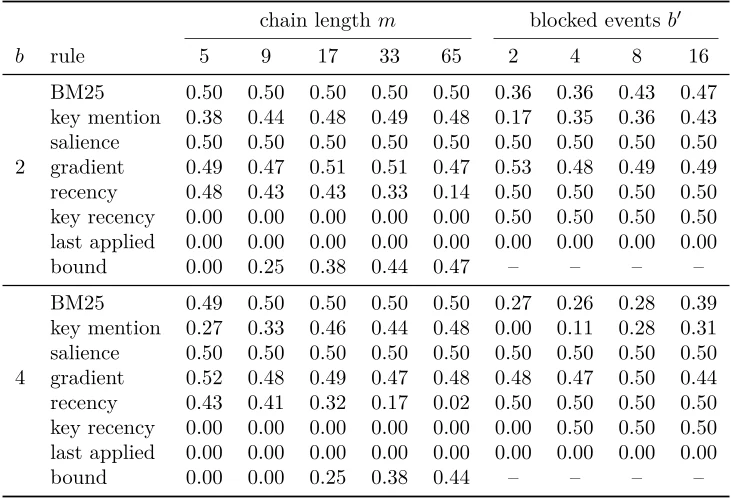 chain length m blocked events b′
b rule 5 9 17 33 65 2 4 8 16
BM25 0.50 0.50 0.50 0.50 0.50 0.36 0.36 0.43 0.47
key mention 0.38 0.44 0.48 0.49 0.48 0.17 0.35 0.36 0.43
salience 0.50 0.50 0.50 0.50 0.50 0.50 0.50 0.50 0.50
2 gradient 0.49 0.47 0.51 0.51 0.47 0.53 0.48 0.49 0.49
recency 0.48 0.43 0.43 0.33 0.14 0.50 0.50 0.50 0.50
key recency 0.00 0.00 0.00 0.00 0.00 0.50 0.50 0.50 0.50
last applied 0.00 0.00 0.00 0.00 0.00 0.00 0.00 0.00 0.00
bound 0.00 0.25 0.38 0.44 0.47 – – – –
BM25 0.49 0.50 0.50 0.50 0.50 0.27 0.26 0.28 0.39
key mention 0.27 0.33 0.46 0.44 0.48 0.00 0.11 0.28 0.31
salience 0.50 0.50 0.50 0.50 0.50 0.50 0.50 0.50 0.50
4 gradient 0.52 0.48 0.49 0.47 0.48 0.48 0.47 0.50 0.44
recency 0.43 0.41 0.32 0.17 0.02 0.50 0.50 0.50 0.50
key recency 0.00 0.00 0.00 0.00 0.00 0.00 0.50 0.50 0.50
last applied 0.00 0.00 0.00 0.00 0.00 0.00 0.00 0.00 0.00
bound 0.00 0.00 0.25 0.38 0.44 – – – –